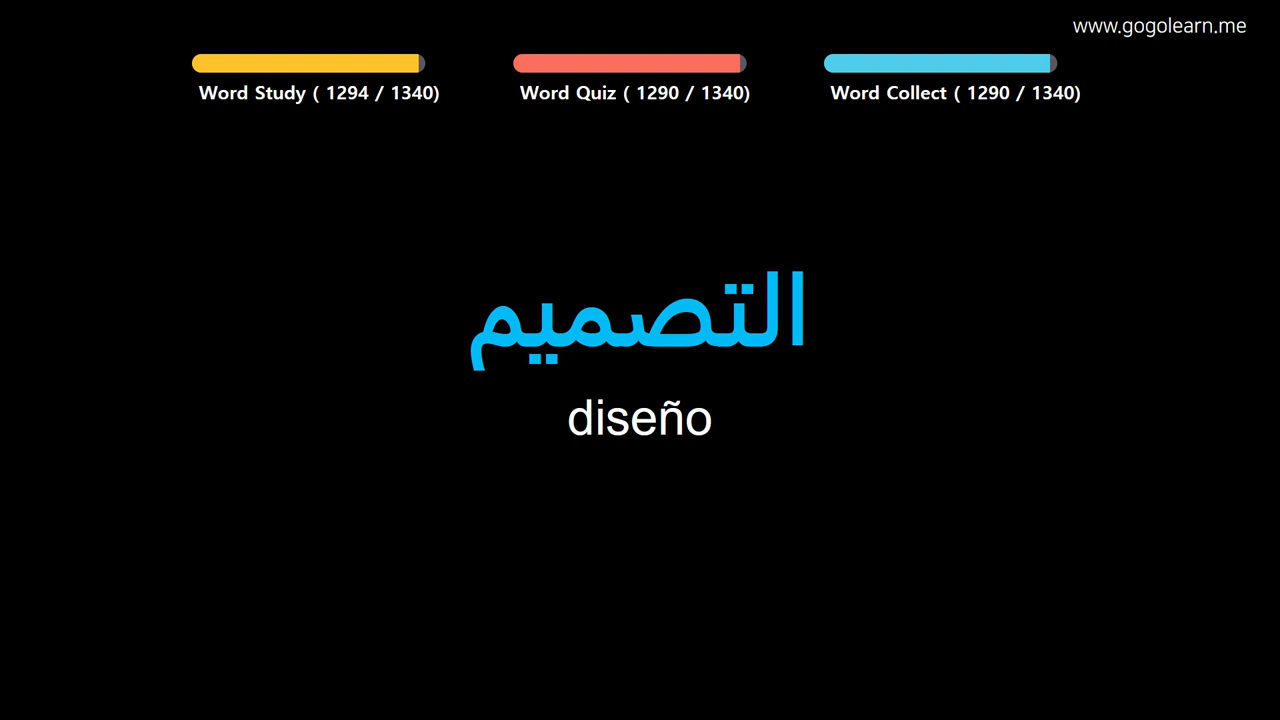 www.gogolearn.me
Word Study ( 1294 / 1340)
Word Quiz ( 1290 / 1340)
Word Collect ( 1290 / 1340)
التصميم
diseño